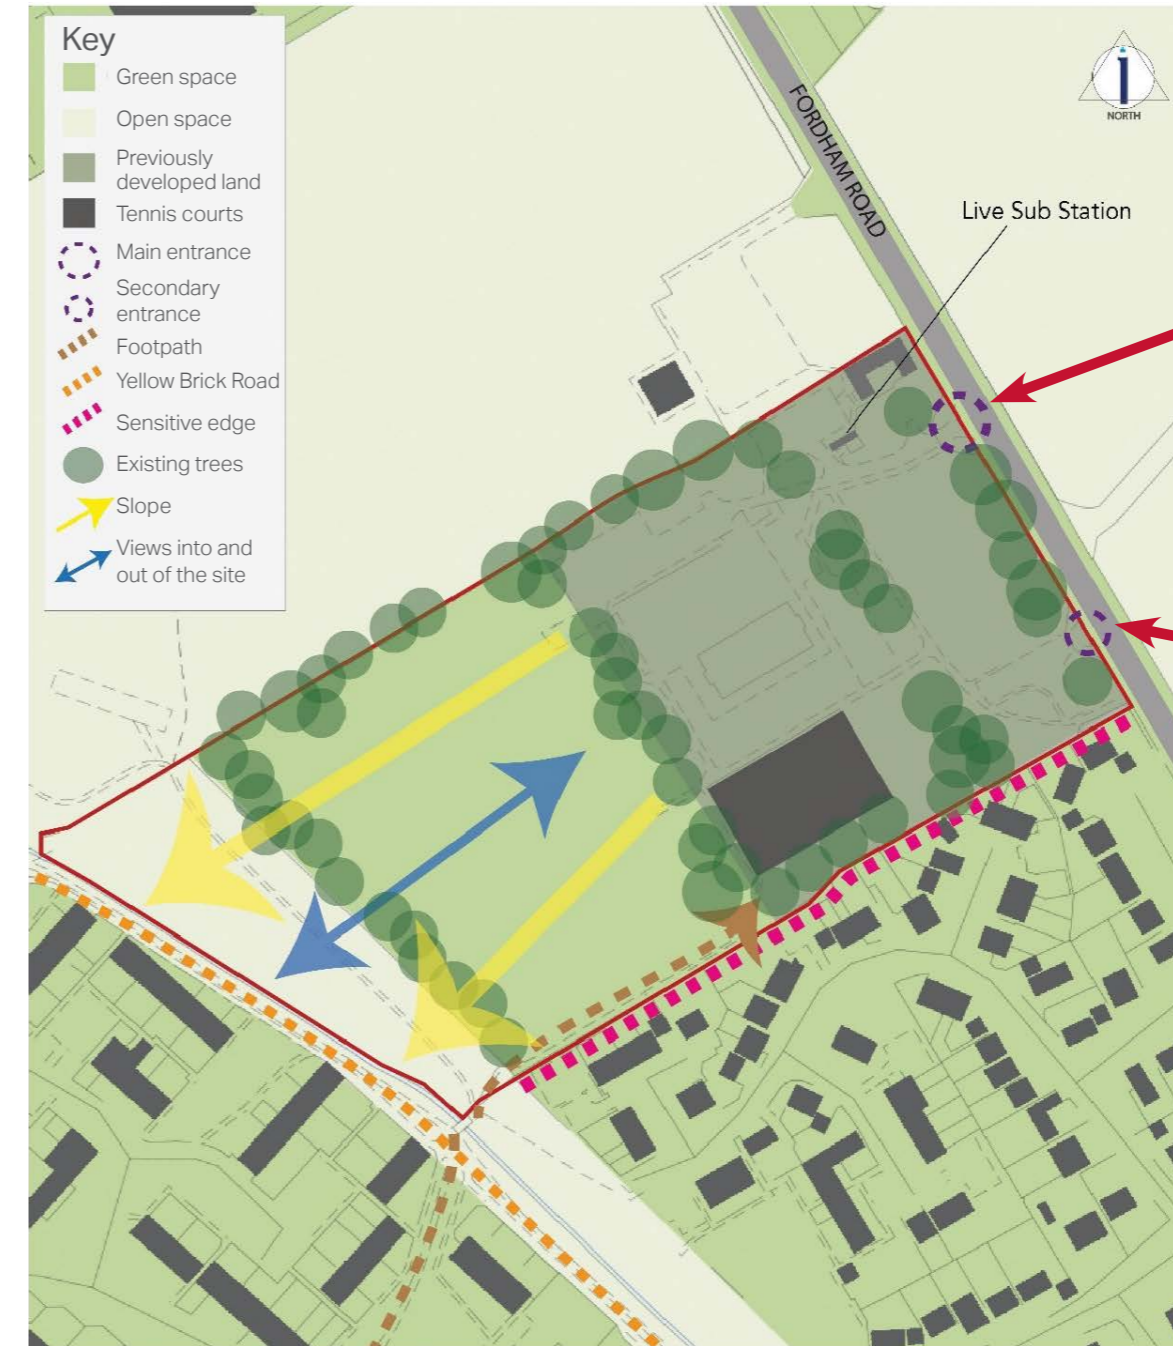 Key
Green space
Open space
Previously
developed land
Tennis courts
Main entrance
Secondary
entrance
Footpath
Yellow Brick Road
Sensitive edge
Existing trees
Slope
Views into and
out of the site
FORDHAM ROAD
Live Sub Station
i
NORTH